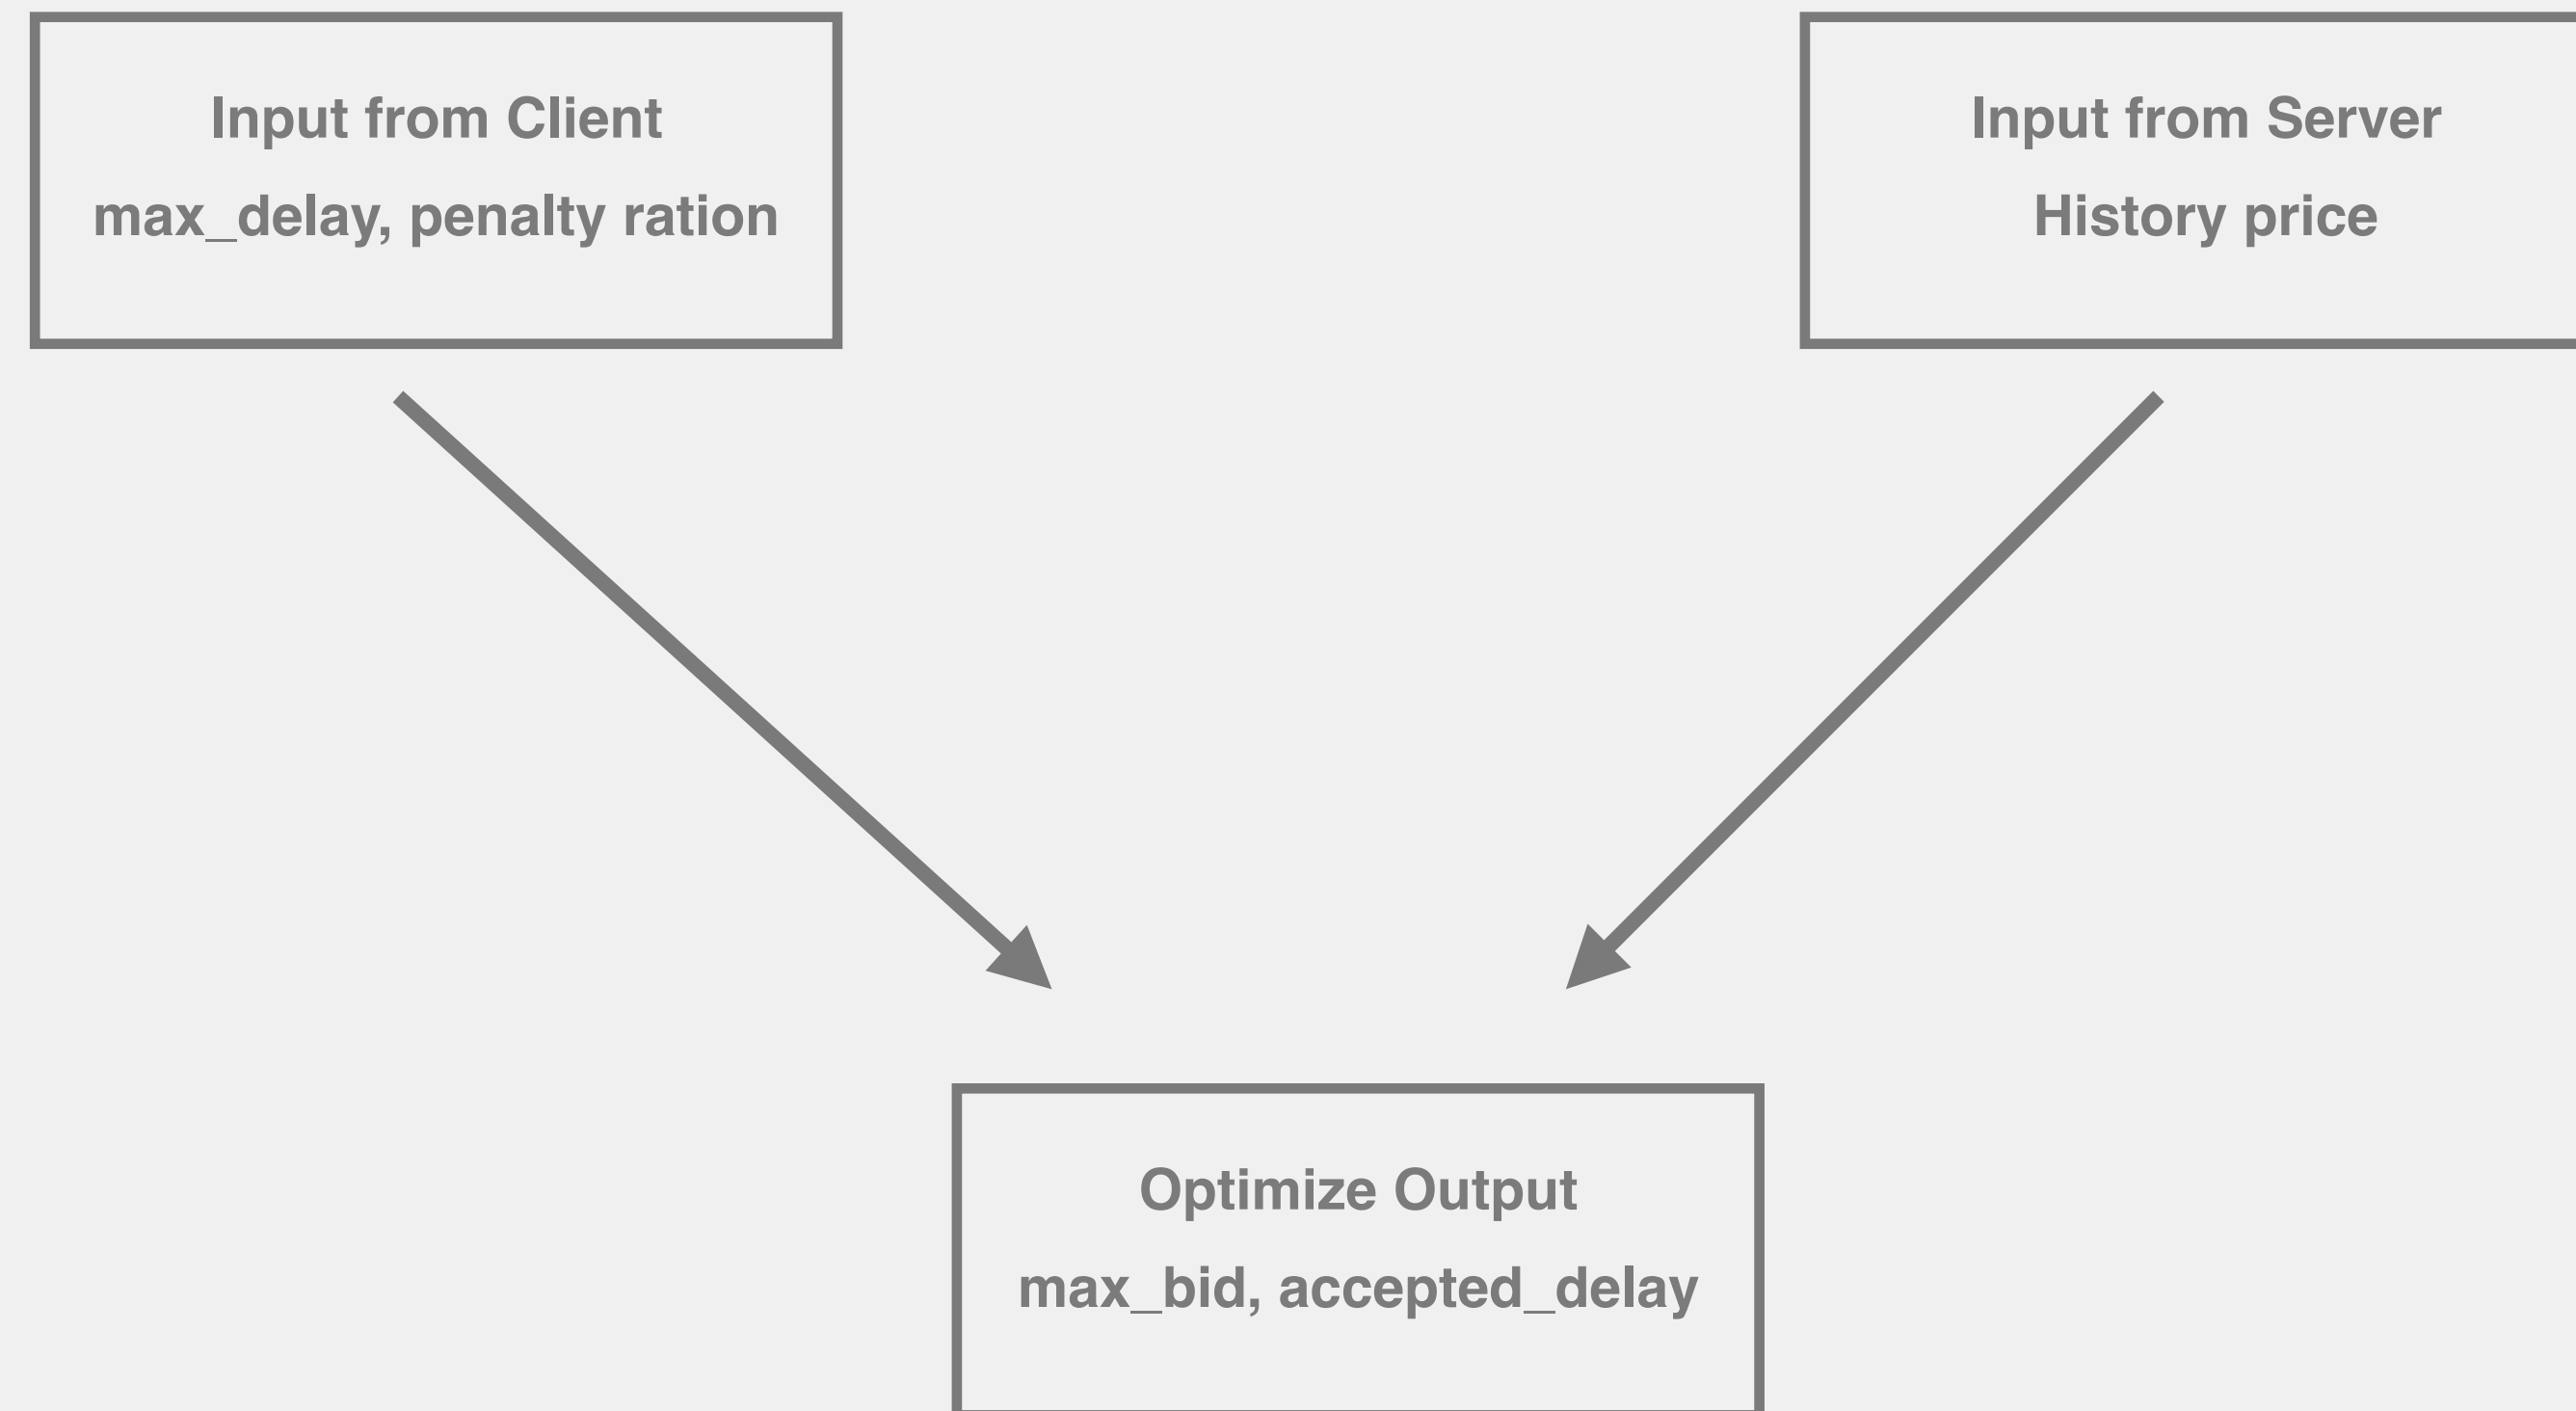 Input from Client
max_delay, penalty ration
Input from Server
History price
Optimize Output
max_bid, accepted_delay